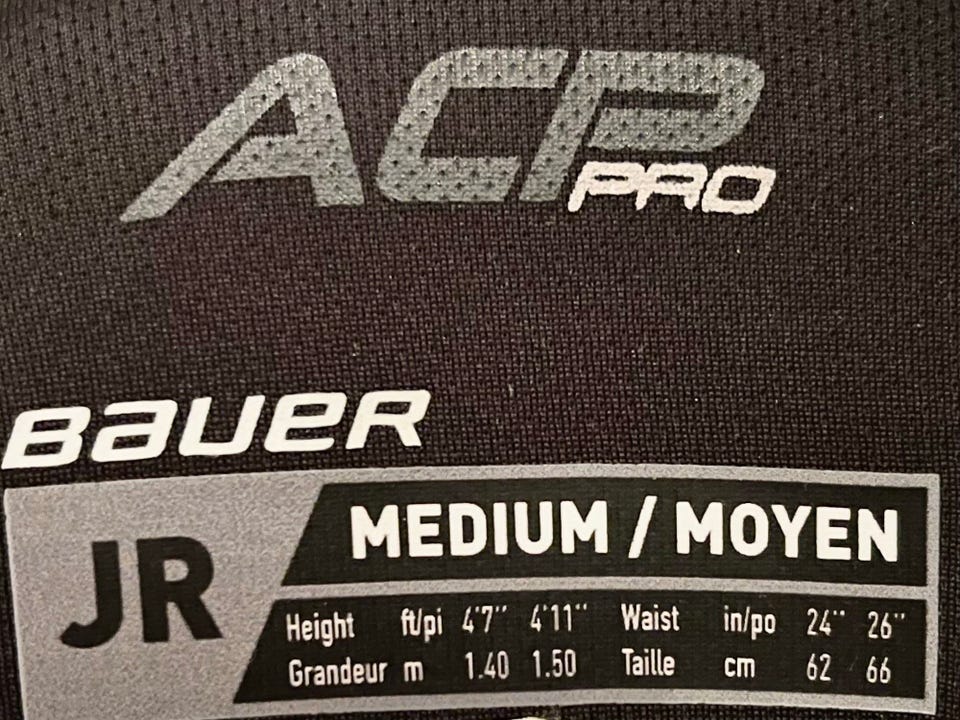 ACP PRO
BAUER
JR
MEDIUM / MOYEN
Height ft/pi 4'7'' 4'11'' Waist in/po 24'' 26''
Grandeur m 1.40 1.50 Taille cm 62 66